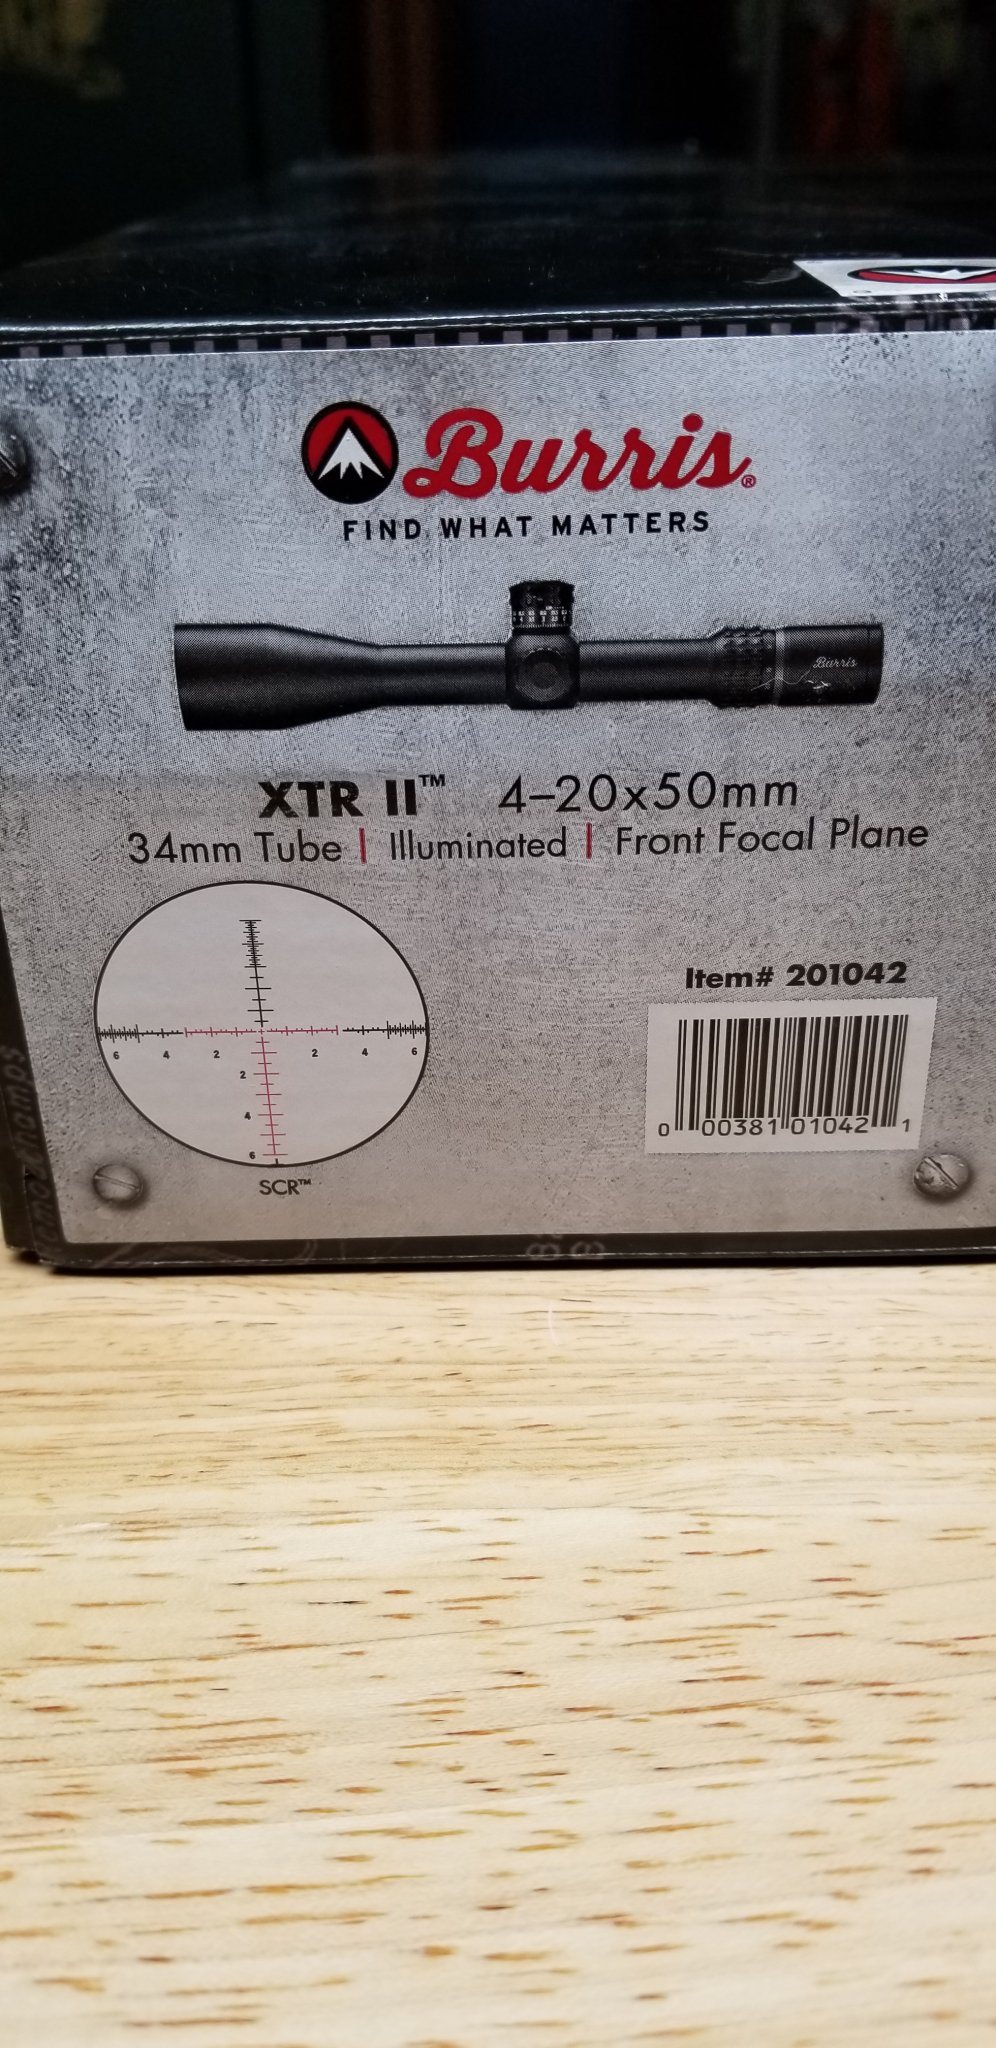 Burris®
FIND WHAT MATTERS
Burris
XTR II™ 4–20x50mm
34mm Tube | Illuminated | Front Focal Plane
Item# 201042
6 4 2 2 4 6
2
4
6
SCR™
0 00381 01042 1